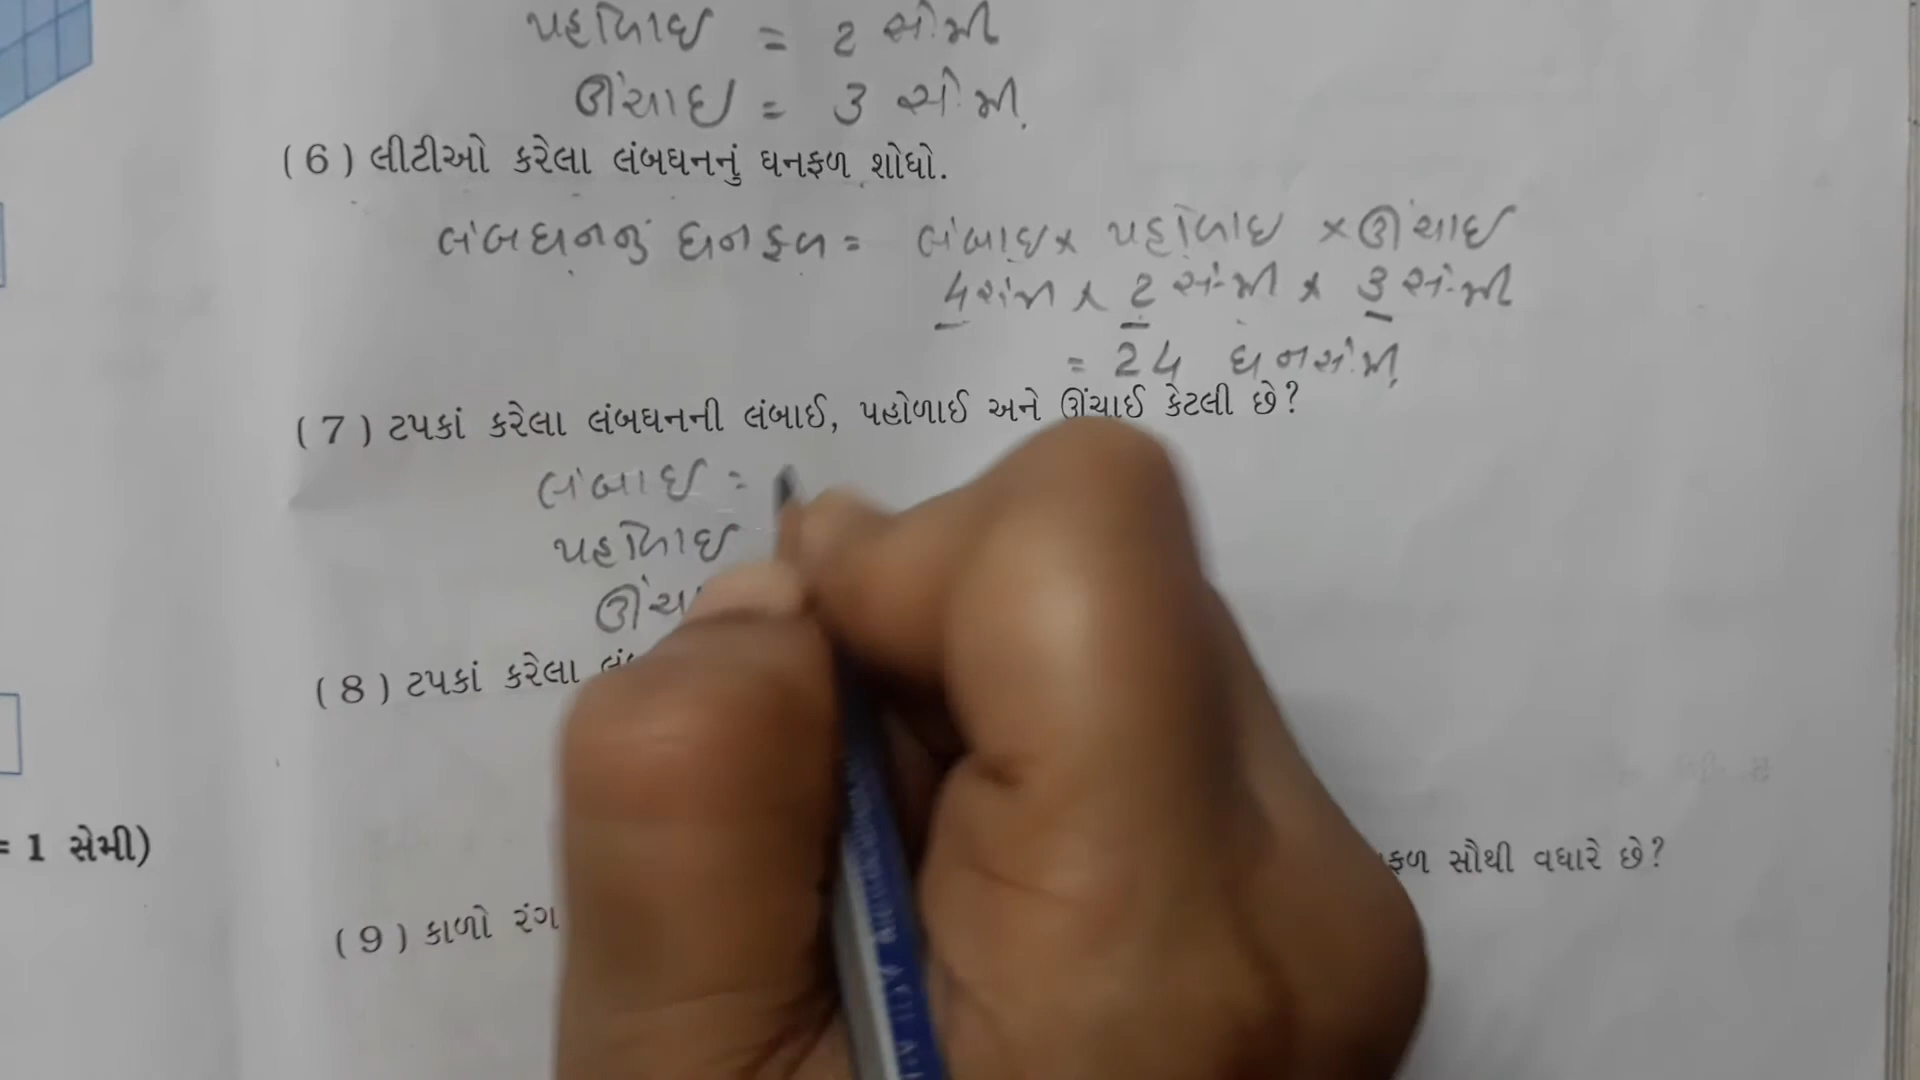 પહોળાઈ = 2 સે.મી
ઊંચાઈ = 3 સે.મી.
(6) લીટીઓ કરેલા લંબઘનનું ઘનફળ શોધો.
લંબઘનનું ઘનફળ = લંબાઈ × પહોળાઈ × ઊંચાઈ
4 સેમી × 2 સે.મી × 3 સે.મી
= 24 ઘનસે.મી.
(7) ટપકાં કરેલા લંબઘનની લંબાઈ, પહોળાઈ અને ઊંચાઈ કેટલી છે?
લંબાઈ =
પહોળાઈ
(8) ટપકાં કરેલા
= 1 સેમી)
સૌથી વધારે છે?
(9) કાળો રંગ